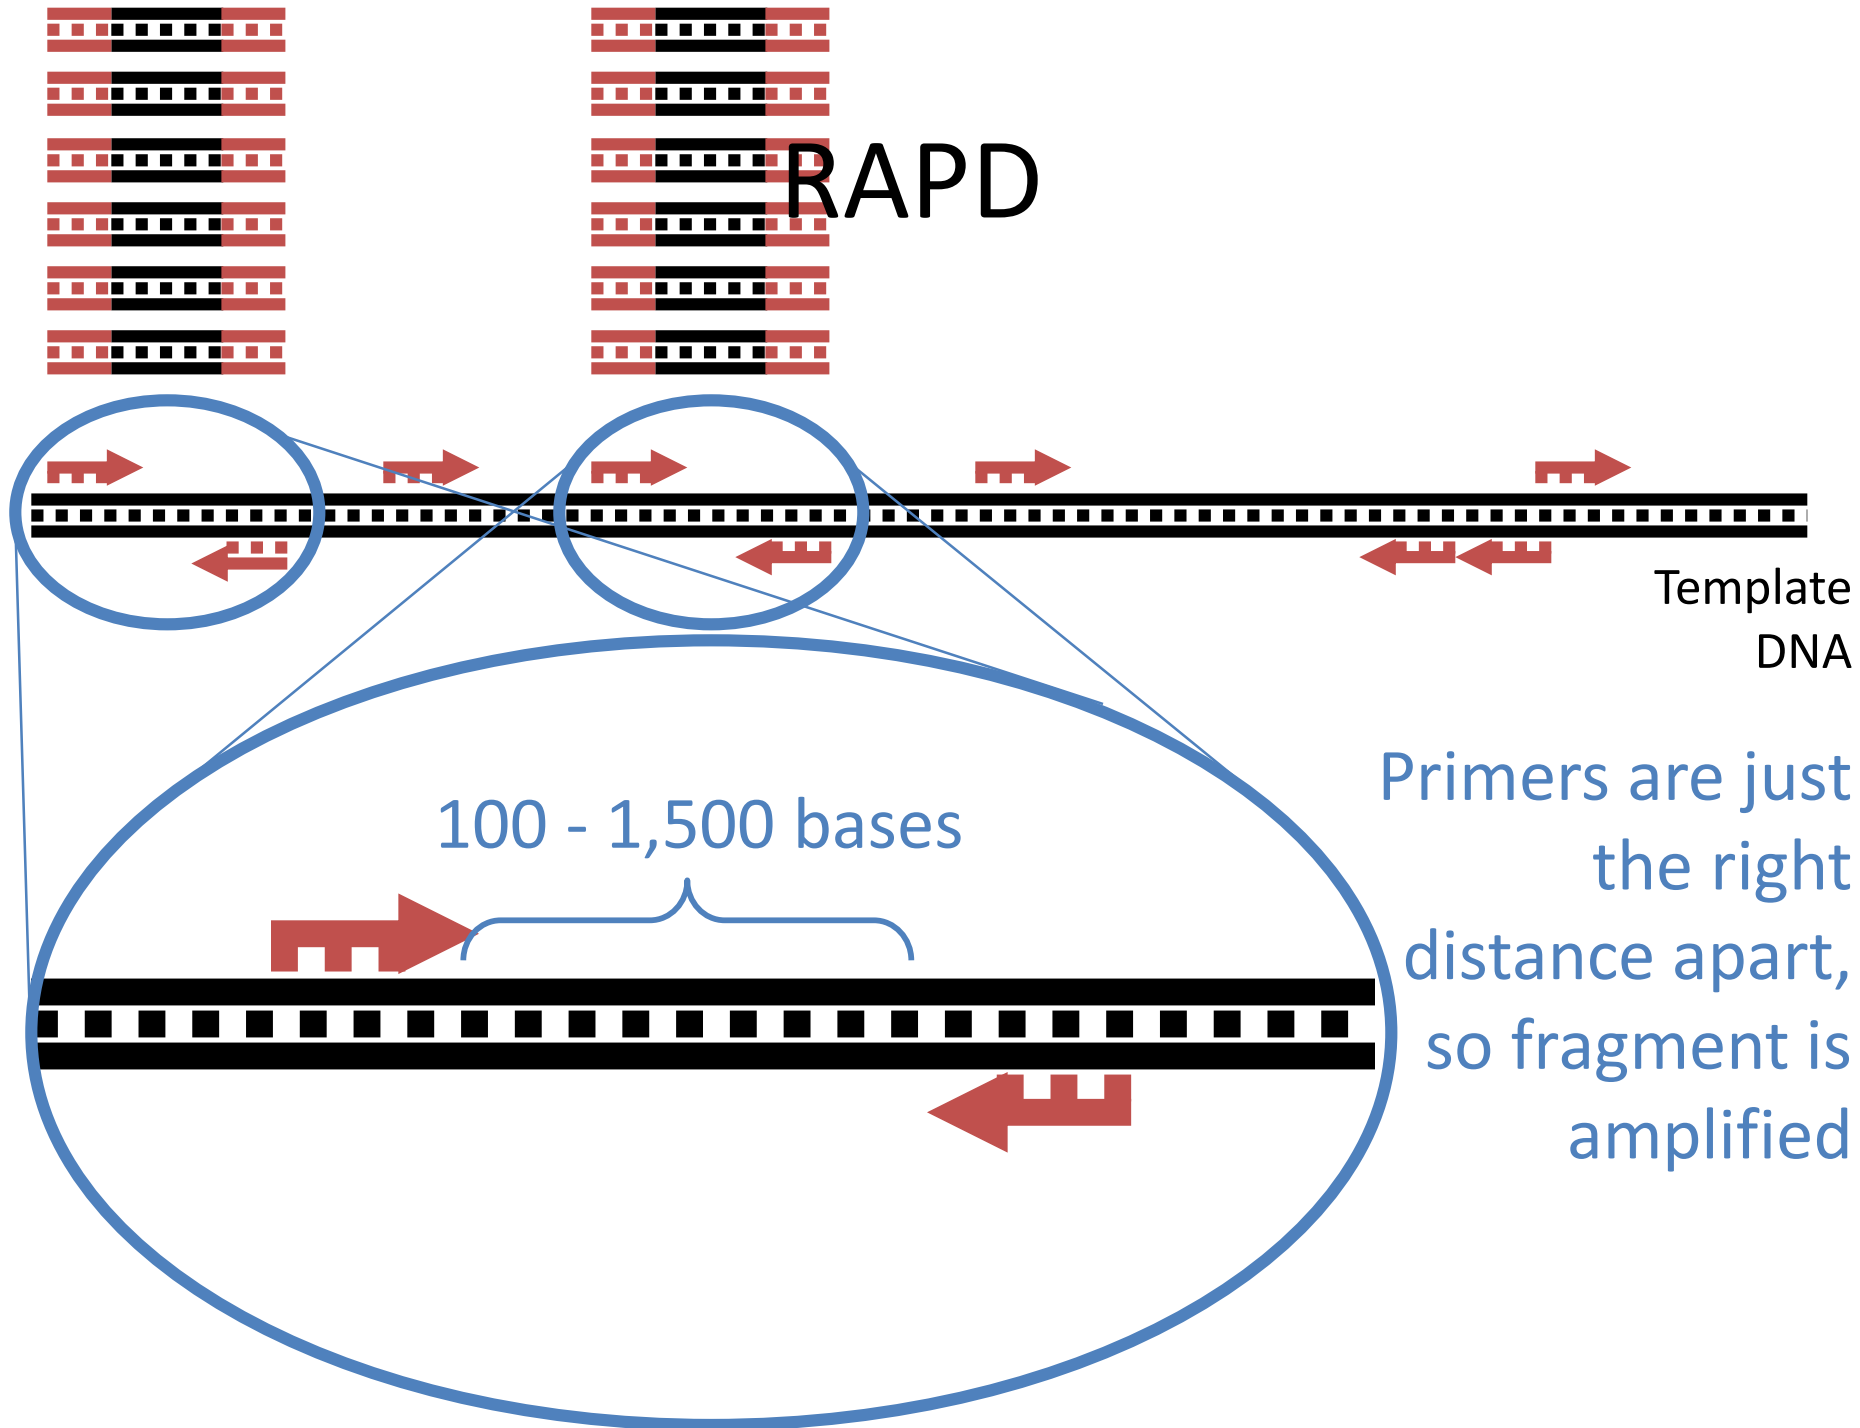 RAPD
Template
DNA
100 - 1,500 bases
Primers are just
the right
distance apart,
so fragment is
amplified